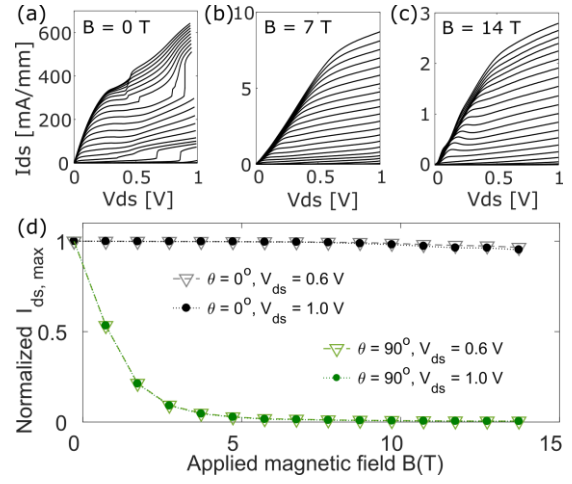 (a) B = 0 T
(b) B = 7 T
(c) B = 14 T
Ids [mA/mm]
600
400
200
0
10
5
0
3
2
1
0
0 0.5 1
0 0.5 1
0 0.5 1
Vds [V]
Vds [V]
Vds [V]
(d)
Normalized I_ds, max
1
0.5
0
θ = 0°, V_ds = 0.6 V
θ = 0°, V_ds = 1.0 V
θ = 90°, V_ds = 0.6 V
θ = 90°, V_ds = 1.0 V
0 5 10 15
Applied magnetic field B(T)